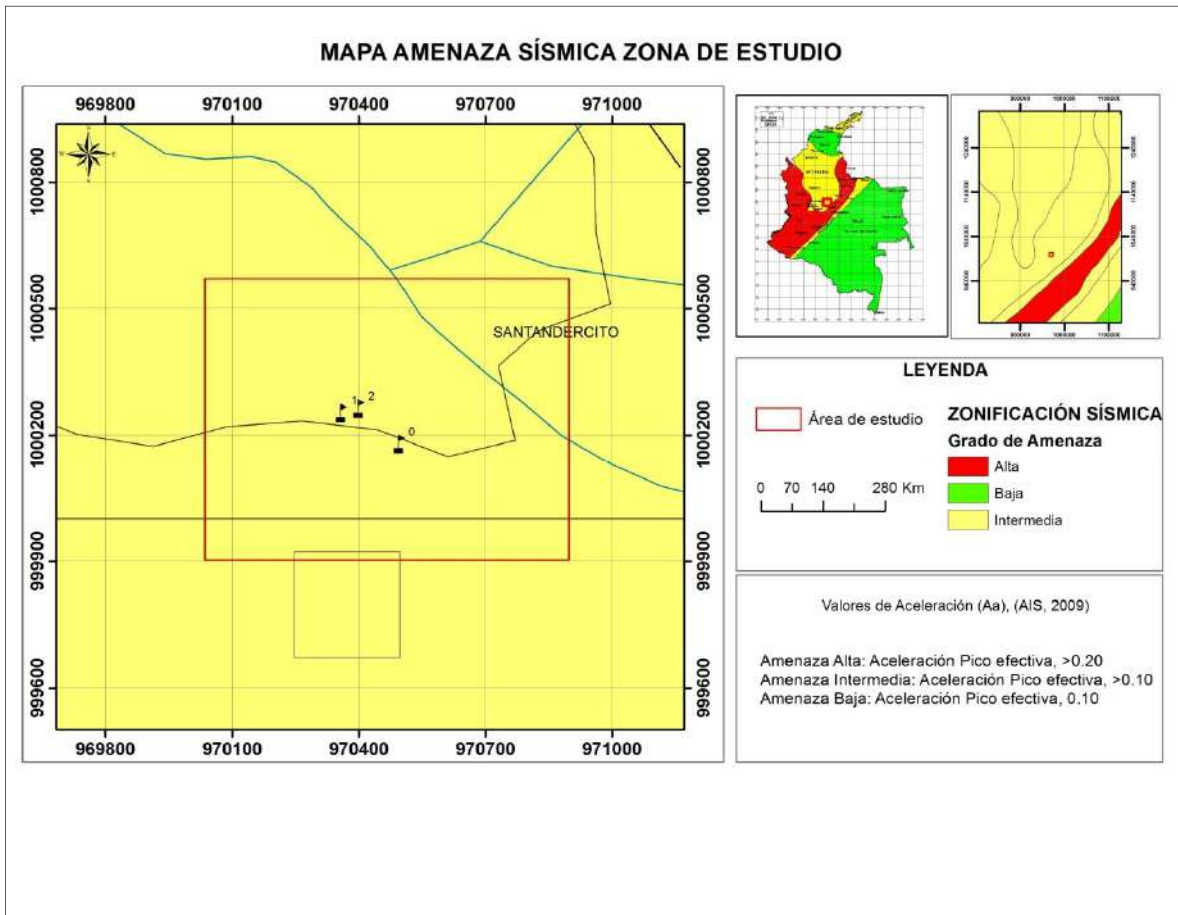 MAPA AMENAZA SÍSMICA ZONA DE ESTUDIO
969800 970100 970400 970700 971000
1000800
1000500
1000200
999900
999600
W E
SANTANDERCITO
1 2
0
969800 970100 970400 970700 971000
1000800
1000500
1000200
999900
999600
LEYENDA
Área de estudio
0 70 140 280 Km
ZONIFICACIÓN SÍSMICA
Grado de Amenaza
Alta
Baja
Intermedia
Valores de Aceleración (Aa), (AIS, 2009)
Amenaza Alta: Aceleración Pico efectiva, >0.20
Amenaza Intermedia: Aceleración Pico efectiva, >0.10
Amenaza Baja: Aceleración Pico efectiva, 0.10